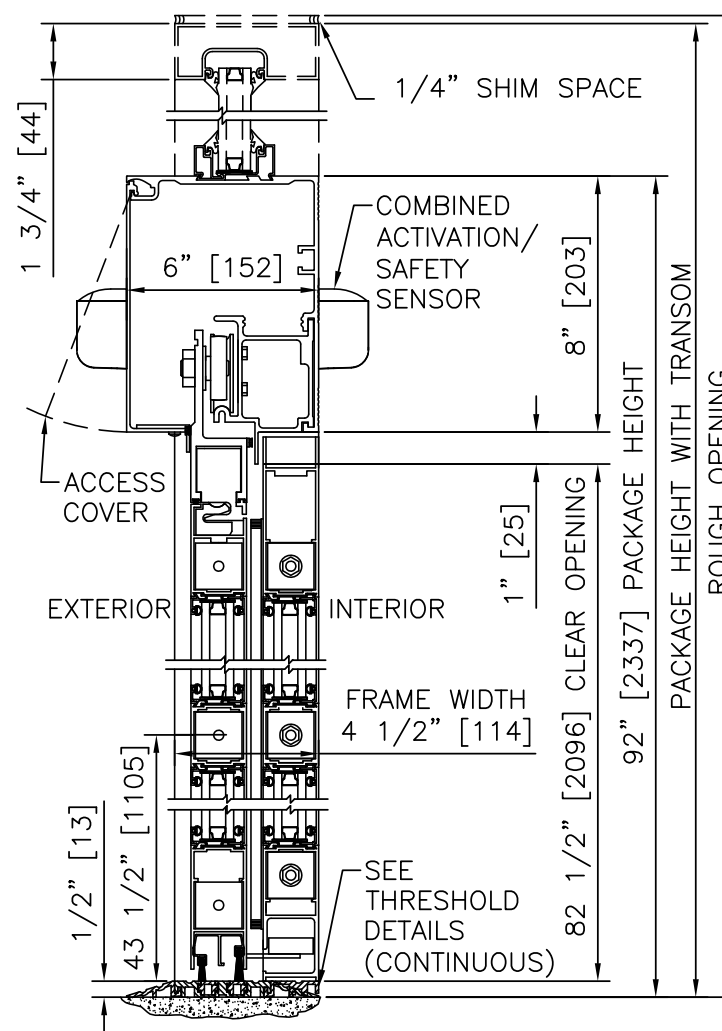 1/4" SHIM SPACE
1 3/4" [44]
COMBINED
ACTIVATION/
SAFETY
SENSOR
6" [152]
8" [203]
ACCESS
COVER
1" [25]
EXTERIOR
INTERIOR
FRAME WIDTH
4 1/2" [114]
82 1/2" [2096] CLEAR OPENING
92" [2337] PACKAGE HEIGHT
PACKAGE HEIGHT WITH TRANSOM
ROUGH OPENING
1/2" [13]
43 1/2" [1105]
SEE
THRESHOLD
DETAILS
(CONTINUOUS)